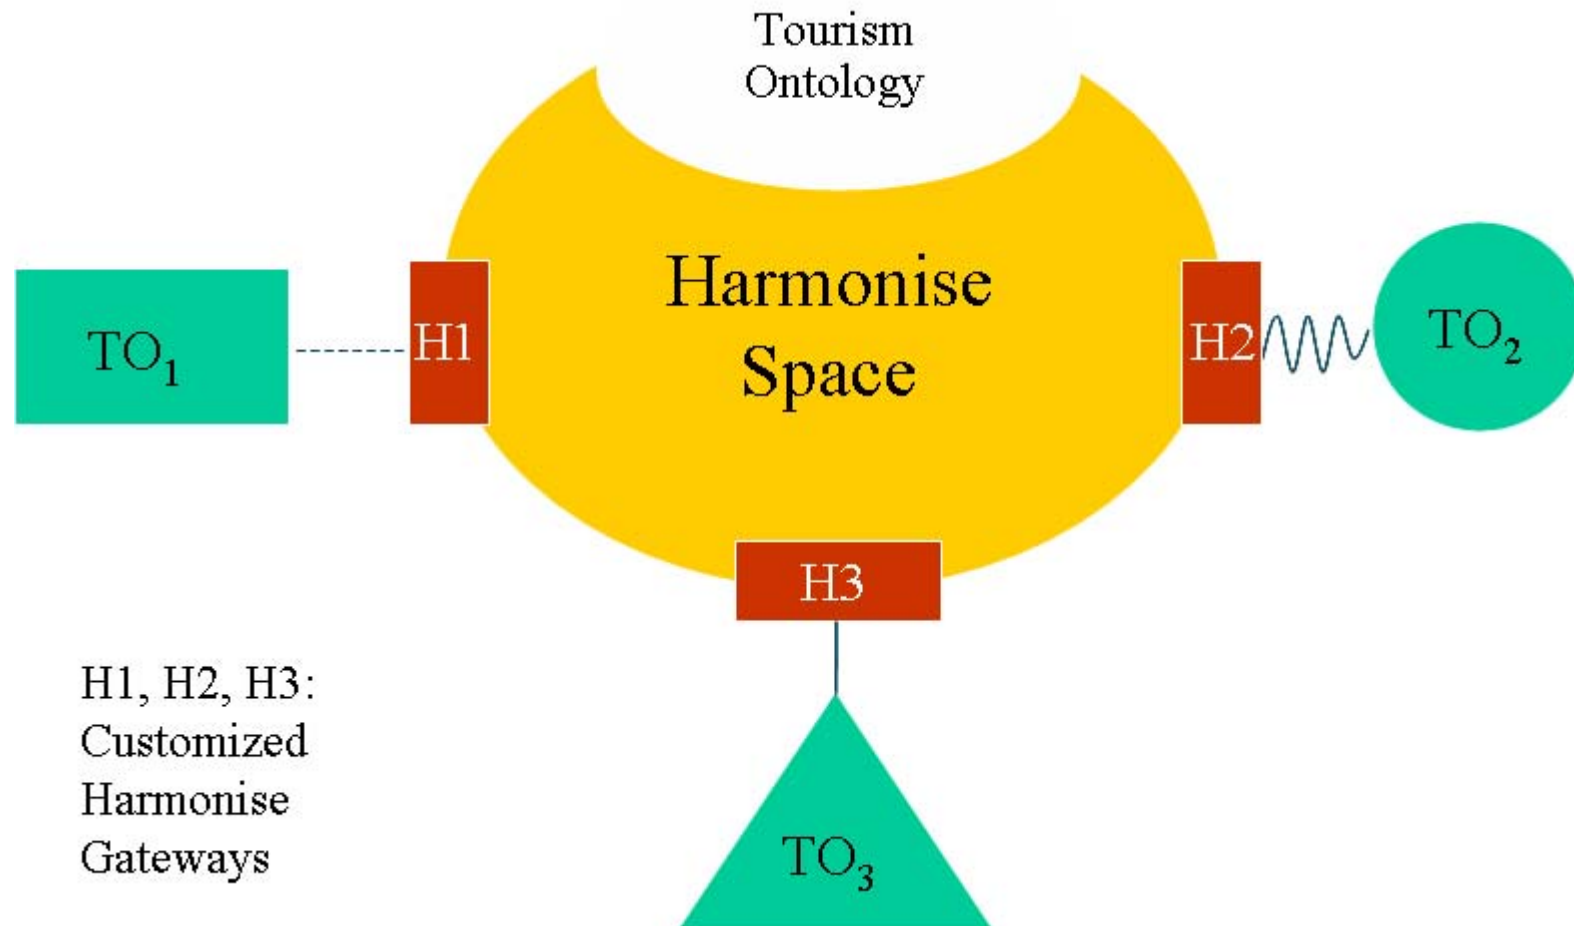 Tourism
Ontology
Harmonise
Space
TO₁
H1
H2
TO₂
H3
H1, H2, H3:
Customized
Harmonise
Gateways
TO₃